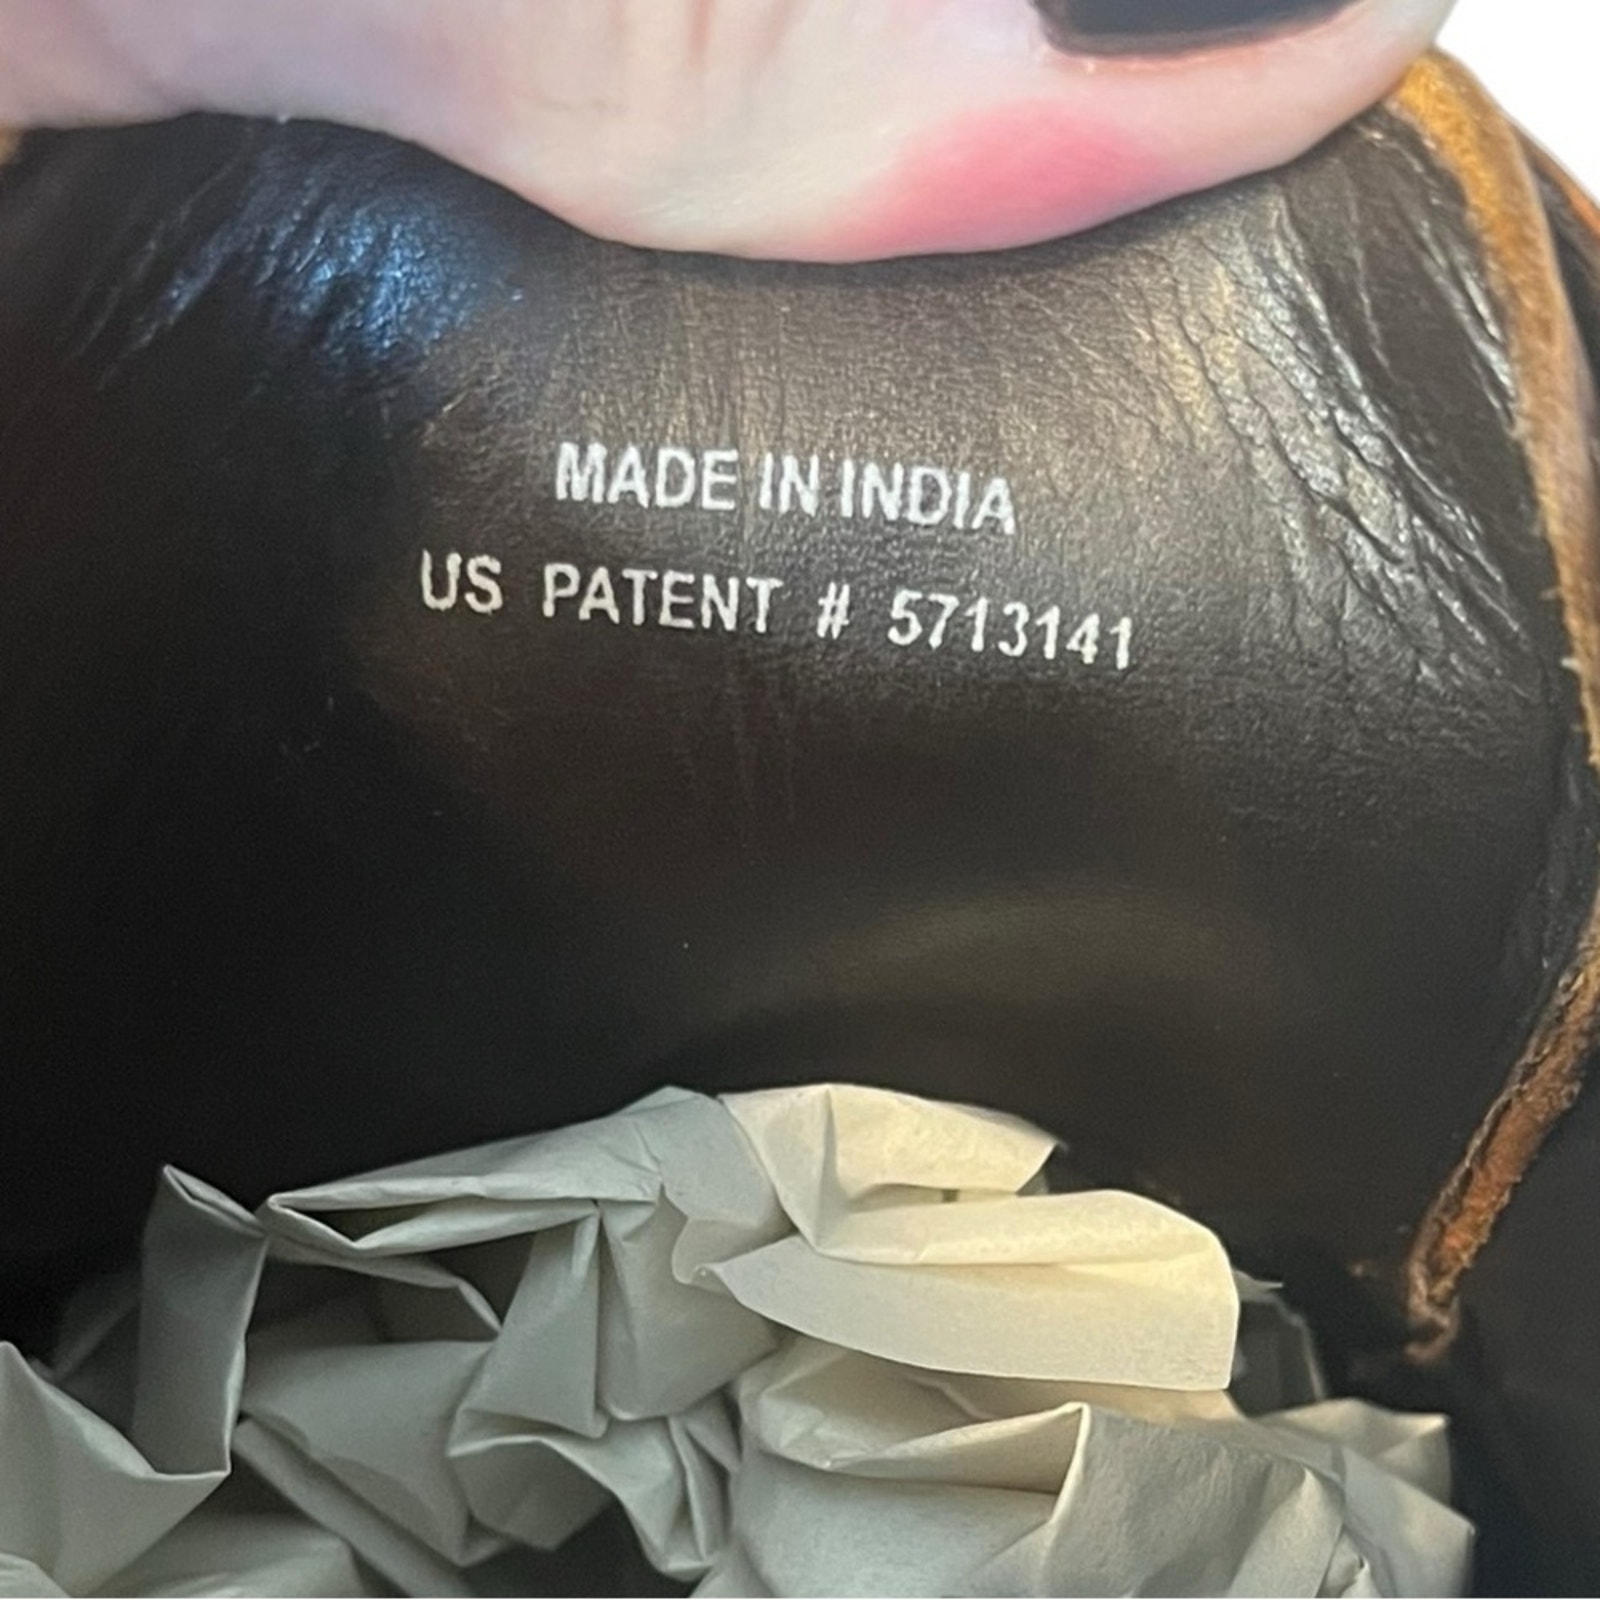 MADE IN INDIA
US PATENT # 5713141